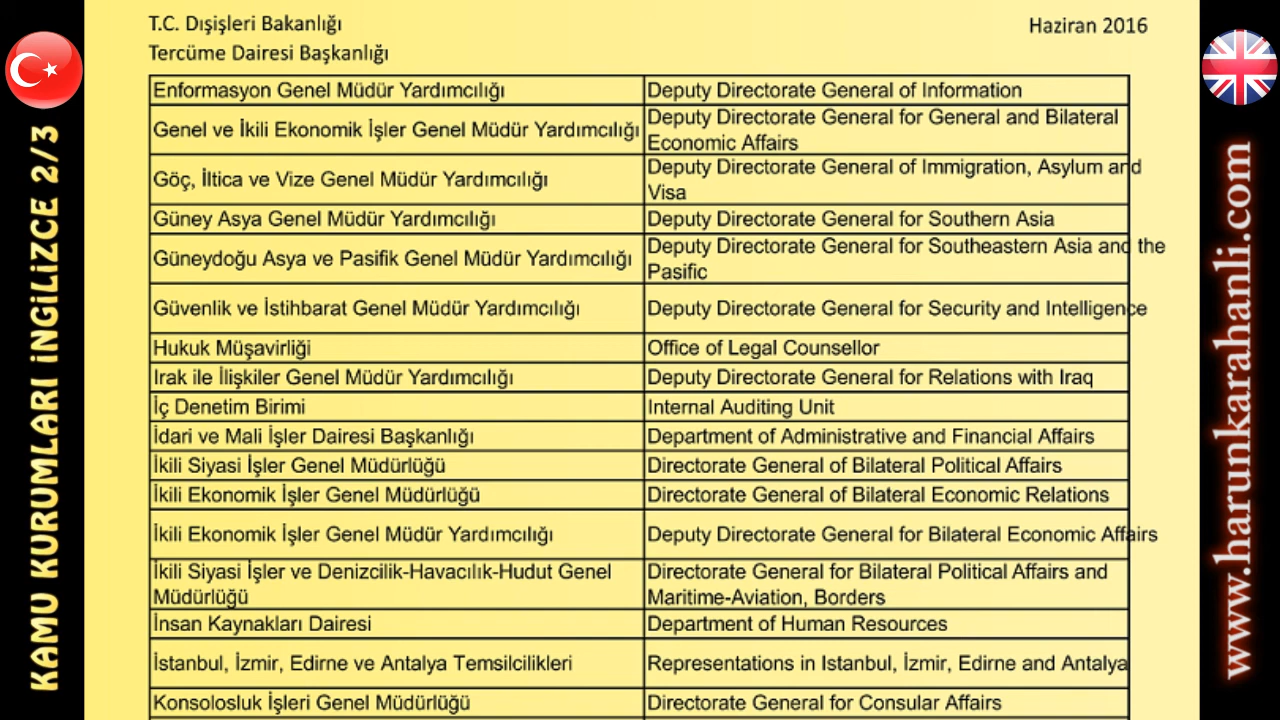 T.C. Dışişleri Bakanlığı
Haziran 2016
Tercüme Dairesi Başkanlığı
Enformasyon Genel Müdür Yardımcılığı
Deputy Directorate General of Information
Genel ve İkili Ekonomik İşler Genel Müdür Yardımcılığı
Deputy Directorate General for General and Bilateral
Economic Affairs
Göç, İltica ve Vize Genel Müdür Yardımcılığı
Deputy Directorate General of Immigration, Asylum and
Visa
Güney Asya Genel Müdür Yardımcılığı
Deputy Directorate General for Southern Asia
Güneydoğu Asya ve Pasifik Genel Müdür Yardımcılığı
Deputy Directorate General for Southeastern Asia and the
Pasific
Güvenlik ve İstihbarat Genel Müdür Yardımcılığı
Deputy Directorate General for Security and Intelligence
Hukuk Müşavirliği
Office of Legal Counsellor
Irak ile İlişkiler Genel Müdür Yardımcılığı
Deputy Directorate General for Relations with Iraq
İç Denetim Birimi
Internal Auditing Unit
İdari ve Mali İşler Dairesi Başkanlığı
Department of Administrative and Financial Affairs
İkili Siyasi İşler Genel Müdürlüğü
Directorate General of Bilateral Political Affairs
İkili Ekonomik İşler Genel Müdürlüğü
Directorate General of Bilateral Economic Relations
İkili Ekonomik İşler Genel Müdür Yardımcılığı
Deputy Directorate General for Bilateral Economic Affairs
İkili Siyasi İşler ve Denizcilik-Havacılık-Hudut Genel
Müdürlüğü
Directorate General for Bilateral Political Affairs and
Maritime-Aviation, Borders
İnsan Kaynakları Dairesi
Department of Human Resources
İstanbul, İzmir, Edirne ve Antalya Temsilcilikleri
Representations in Istanbul, İzmir, Edirne and Antalya
Konsolosluk İşleri Genel Müdürlüğü
Directorate General for Consular Affairs
KAMU KURUMLARI İNGİLİZCE 2/3
www.harunkarahanli.com